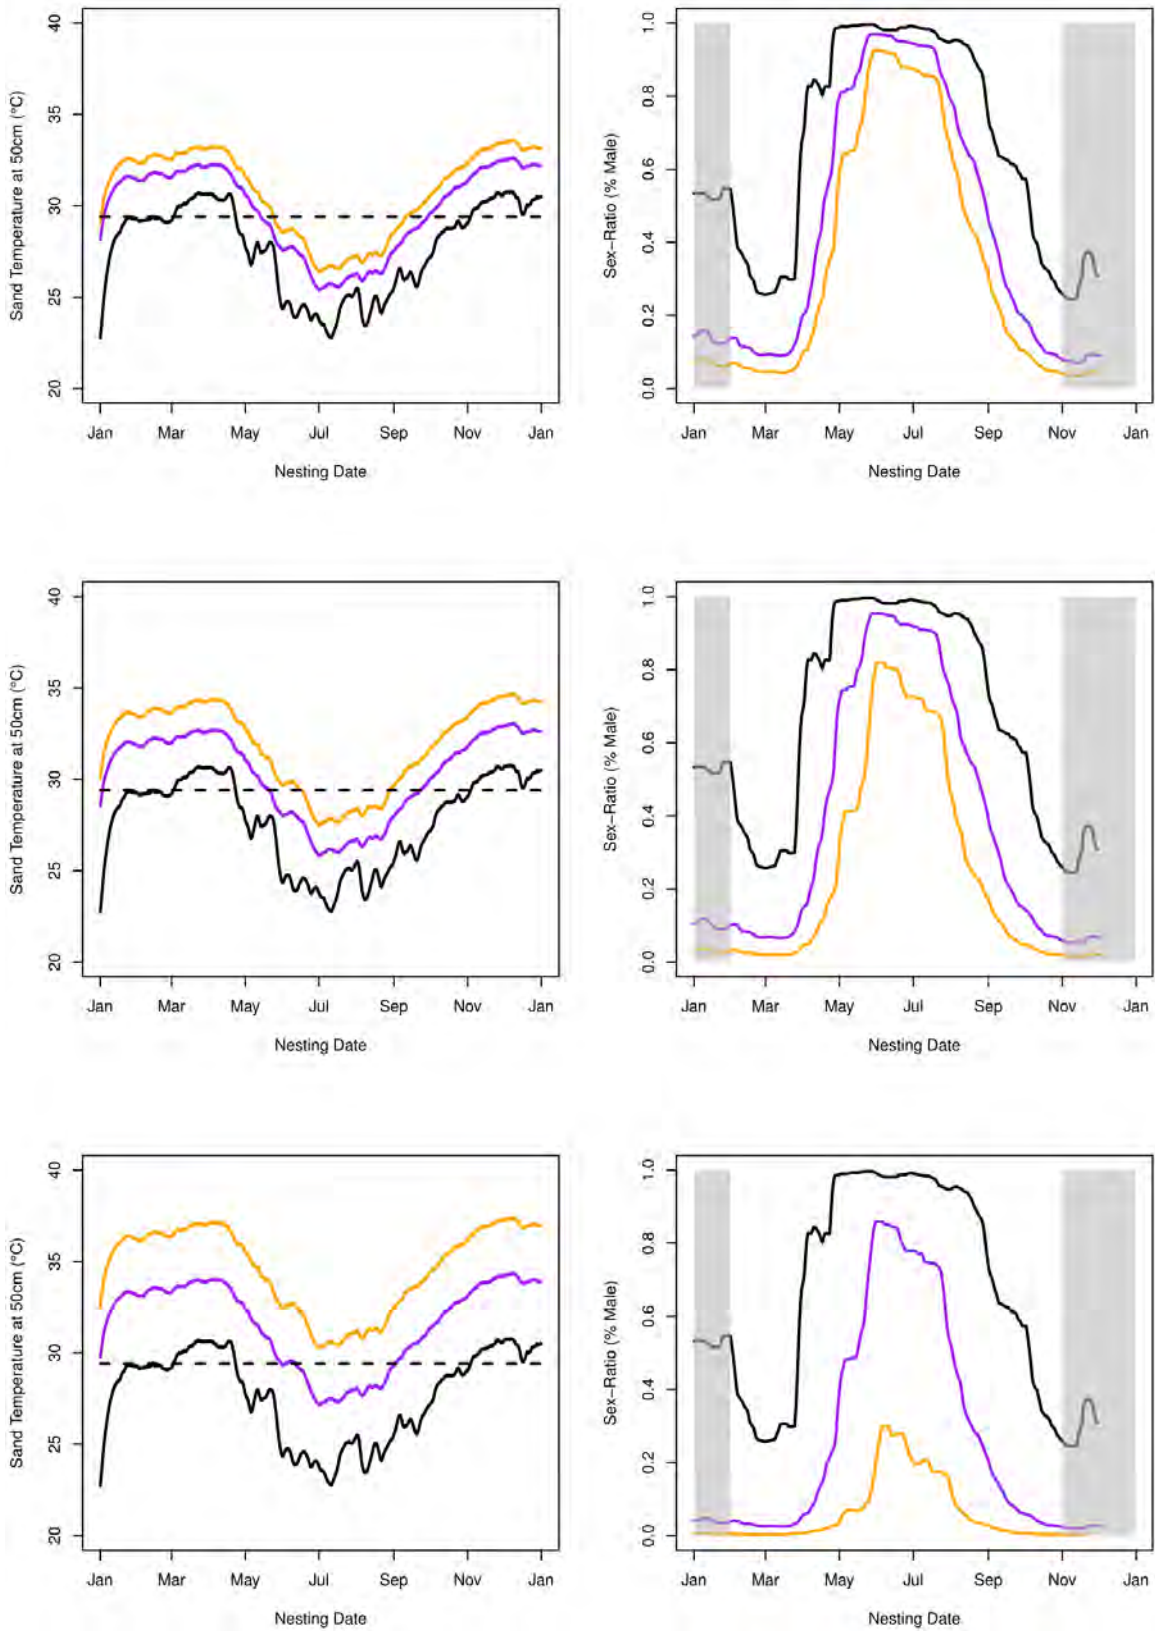 Sand Temperature at 50cm (°C)
40
35
30
25
20
Jan Mar May Jul Sep Nov Jan
Nesting Date
Sex–Ratio (% Male)
1.0
0.8
0.6
0.4
0.2
0.0
Jan Mar May Jul Sep Nov Jan
Nesting Date
Sand Temperature at 50cm (°C)
40
35
30
25
20
Jan Mar May Jul Sep Nov Jan
Nesting Date
Sex–Ratio (% Male)
1.0
0.8
0.6
0.4
0.2
0.0
Jan Mar May Jul Sep Nov Jan
Nesting Date
Sand Temperature at 50cm (°C)
40
35
30
25
20
Jan Mar May Jul Sep Nov Jan
Nesting Date
Sex–Ratio (% Male)
1.0
0.8
0.6
0.4
0.2
0.0
Jan Mar May Jul Sep Nov Jan
Nesting Date